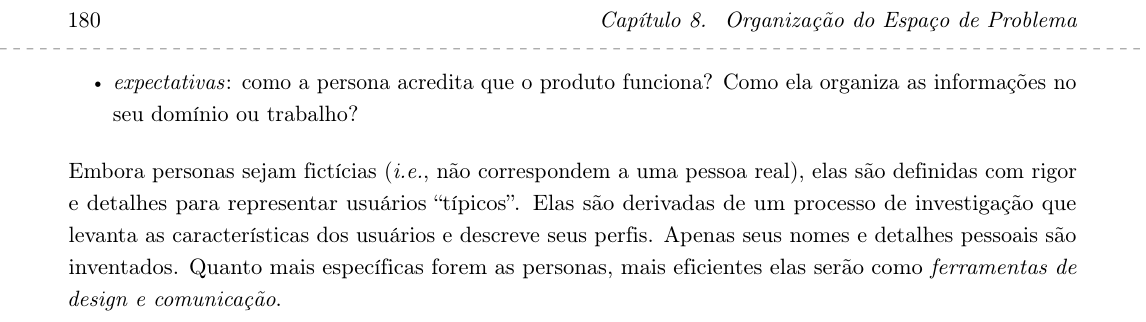 180 Capítulo 8. Organização do Espaço de Problema
• expectativas: como a persona acredita que o produto funciona? Como ela organiza as informações no
seu domínio ou trabalho?
Embora personas sejam fictícias (i.e., não correspondem a uma pessoa real), elas são definidas com rigor
e detalhes para representar usuários “típicos”. Elas são derivadas de um processo de investigação que
levanta as características dos usuários e descreve seus perfis. Apenas seus nomes e detalhes pessoais são
inventados. Quanto mais específicas forem as personas, mais eficientes elas serão como ferramentas de
design e comunicação.